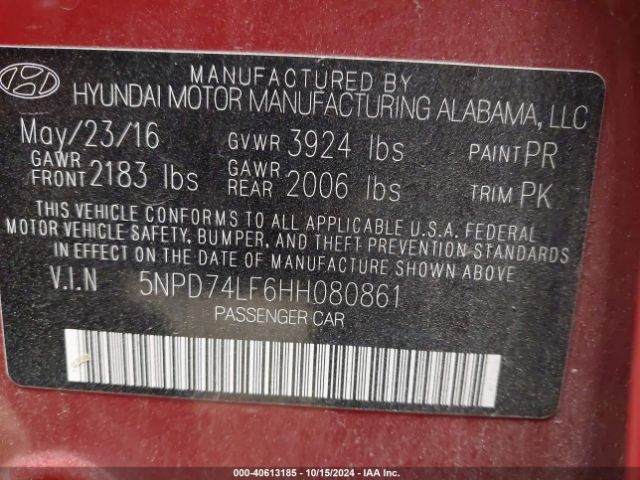 MANUFACTURED BY
HYUNDAI MOTOR MANUFACTURING ALABAMA, LLC
May/23/16 GVWR 3924 lbs PAINT PR
GAWR FRONT 2183 lbs GAWR REAR 2006 lbs TRIM PK
THIS VEHICLE CONFORMS TO ALL APPLICABLE U.S.A. FEDERAL
MOTOR VEHICLE SAFETY, BUMPER, AND THEFT PREVENTION STANDARDS
IN EFFECT ON THE DATE OF MANUFACTURE SHOWN ABOVE
V.I.N 5NPD74LF6HH080861
PASSENGER CAR
000-40613185 - 10/15/2024 - IAA Inc.